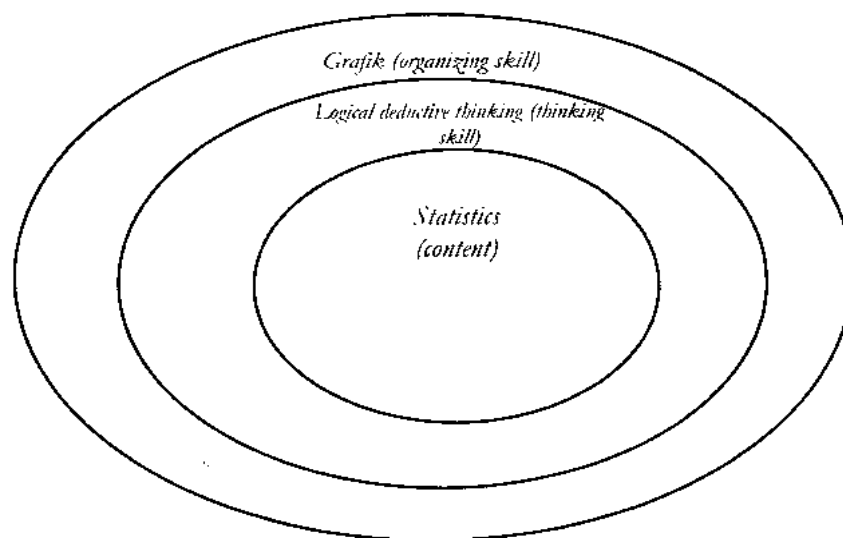 Grafik (organizing skill)
Logical deductive thinking (thinking
skill)
Statistics
(content)